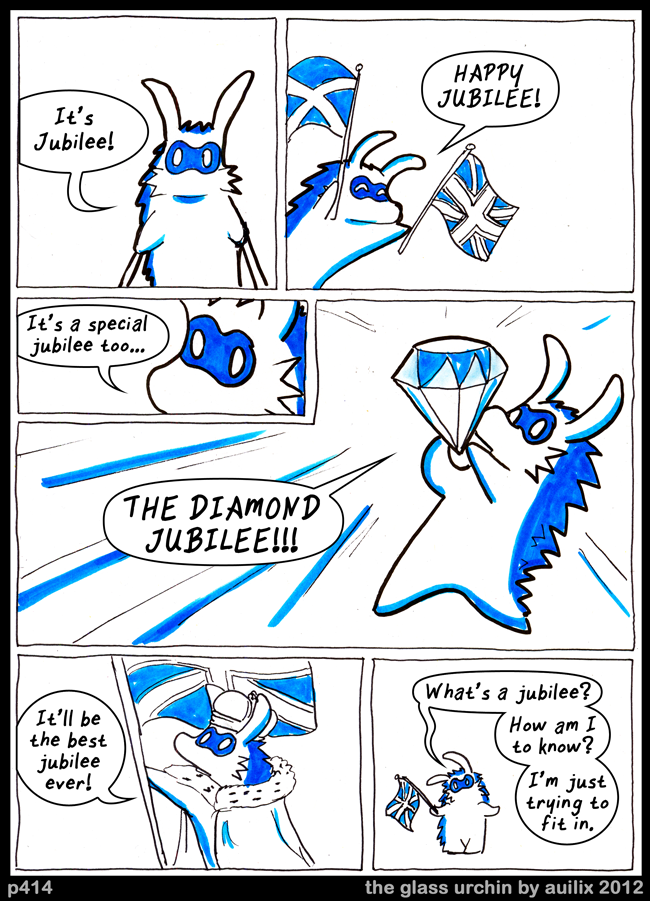 It's
Jubilee!
HAPPY
JUBILEE!
It's a special
jubilee too...
THE DIAMOND
JUBILEE!!!
It'll be
the best
jubilee
ever!
What's a jubilee?
How am I
to know?
I'm just
trying to
fit in.
p414
the glass urchin by auilix 2012